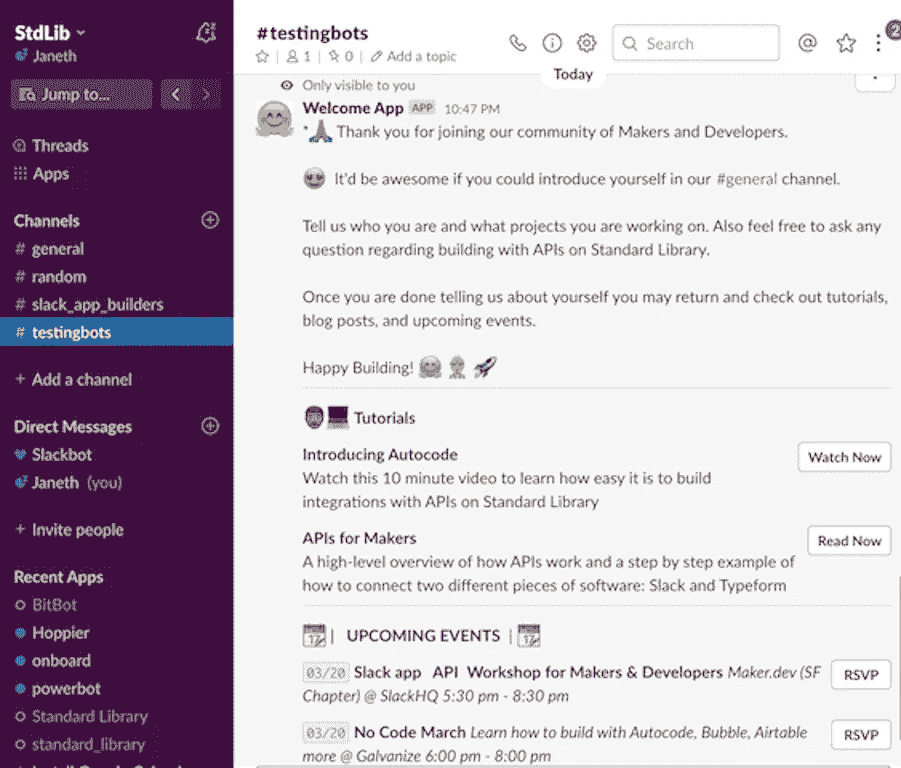 StdLib
Janeth
Jump to...
Threads
Apps
Channels
# general
# random
# slack_app_builders
# testingbots
+ Add a channel
Direct Messages
Slackbot
Janeth (you)
+ Invite people
Recent Apps
BitBot
Hoppier
onboard
powerbot
Standard Library
standard_library
#testingbots
1 | 0 | Add a topic
Search
2
Today
Only visible to you
Welcome App APP 10:47 PM
* Thank you for joining our community of Makers and Developers.
It'd be awesome if you could introduce yourself in our #general channel.
Tell us who you are and what projects you are working on. Also feel free to ask any
question regarding building with APIs on Standard Library.
Once you are done telling us about yourself you may return and check out tutorials,
blog posts, and upcoming events.
Happy Building!
Tutorials
Introducing Autocode
Watch Now
Watch this 10 minute video to learn how easy it is to build
integrations with APIs on Standard Library
APIs for Makers
Read Now
A high-level overview of how APIs work and a step by step example of
how to connect two different pieces of software: Slack and Typeform
17 | UPCOMING EVENTS | 17
03/20 Slack app API Workshop for Makers & Developers Maker.dev (SF
Chapter) @ SlackHQ 5:30 pm - 8:30 pm
RSVP
03/20 No Code March Learn how to build with Autocode, Bubble, Airtable
more @ Galvanize 6:00 pm - 8:00 pm
RSVP